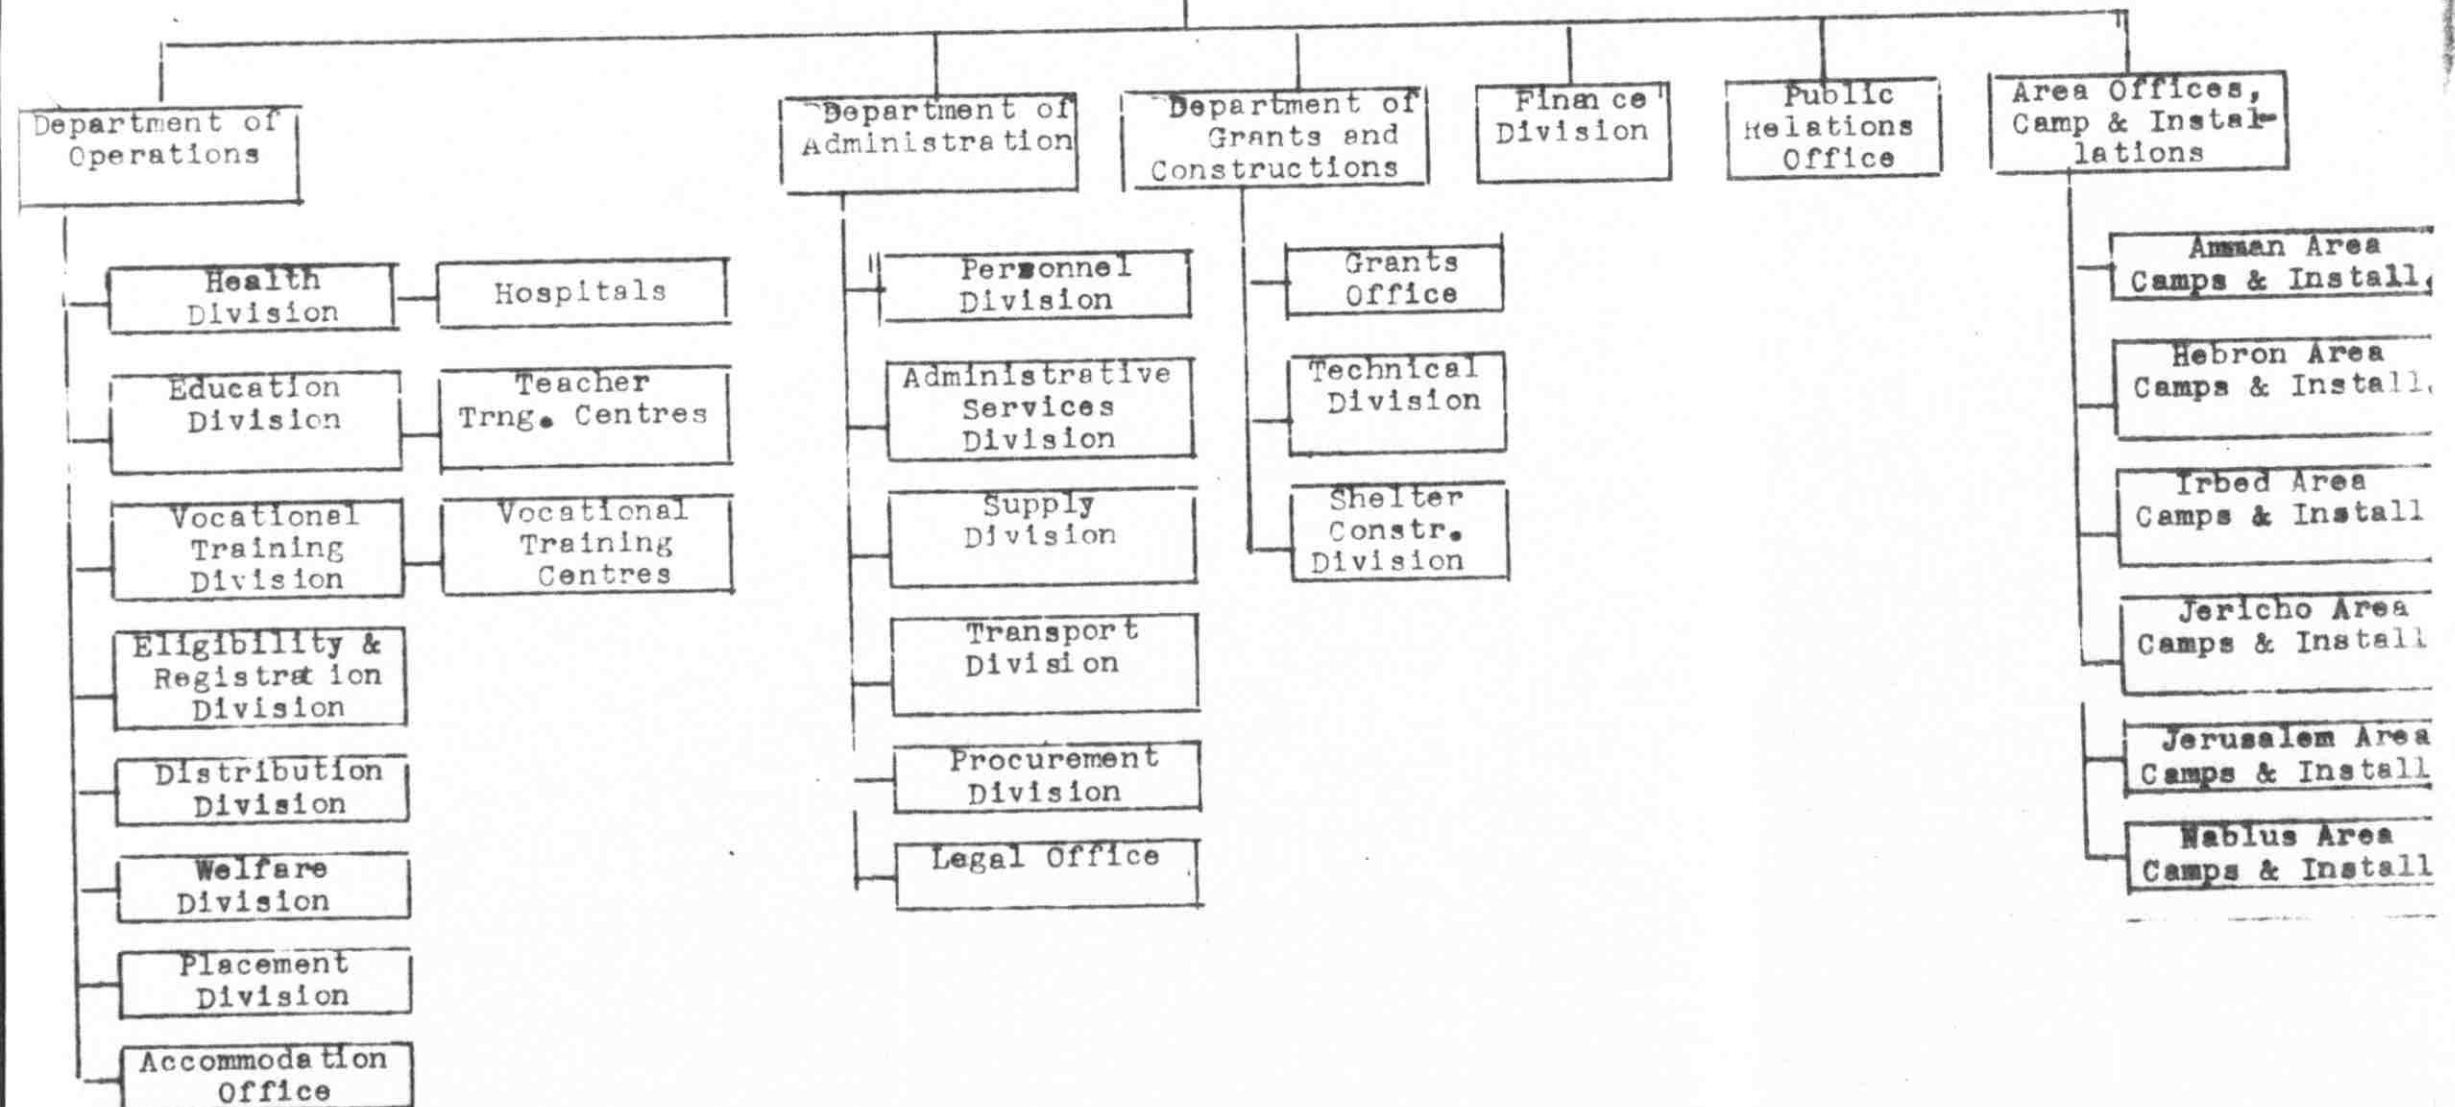 Department of
Operations
Department of
Administration
Department of
Grants and
Constructions
Finance
Division
Public
Relations
Office
Area Offices,
Camp & Instal-
lations
Health
Division
Hospitals
Education
Division
Teacher
Trng. Centres
Vocational
Training
Division
Vocational
Training
Centres
Eligibility &
Registration
Division
Distribution
Division
Welfare
Division
Placement
Division
Accommodation
Office
Personnel
Division
Administrative
Services
Division
Supply
Division
Transport
Division
Procurement
Division
Legal Office
Grants
Office
Technical
Division
Shelter
Constr.
Division
Amman Area
Camps & Install.
Hebron Area
Camps & Install.
Irbed Area
Camps & Install
Jericho Area
Camps & Install
Jerusalem Area
Camps & Install
Nablus Area
Camps & Install